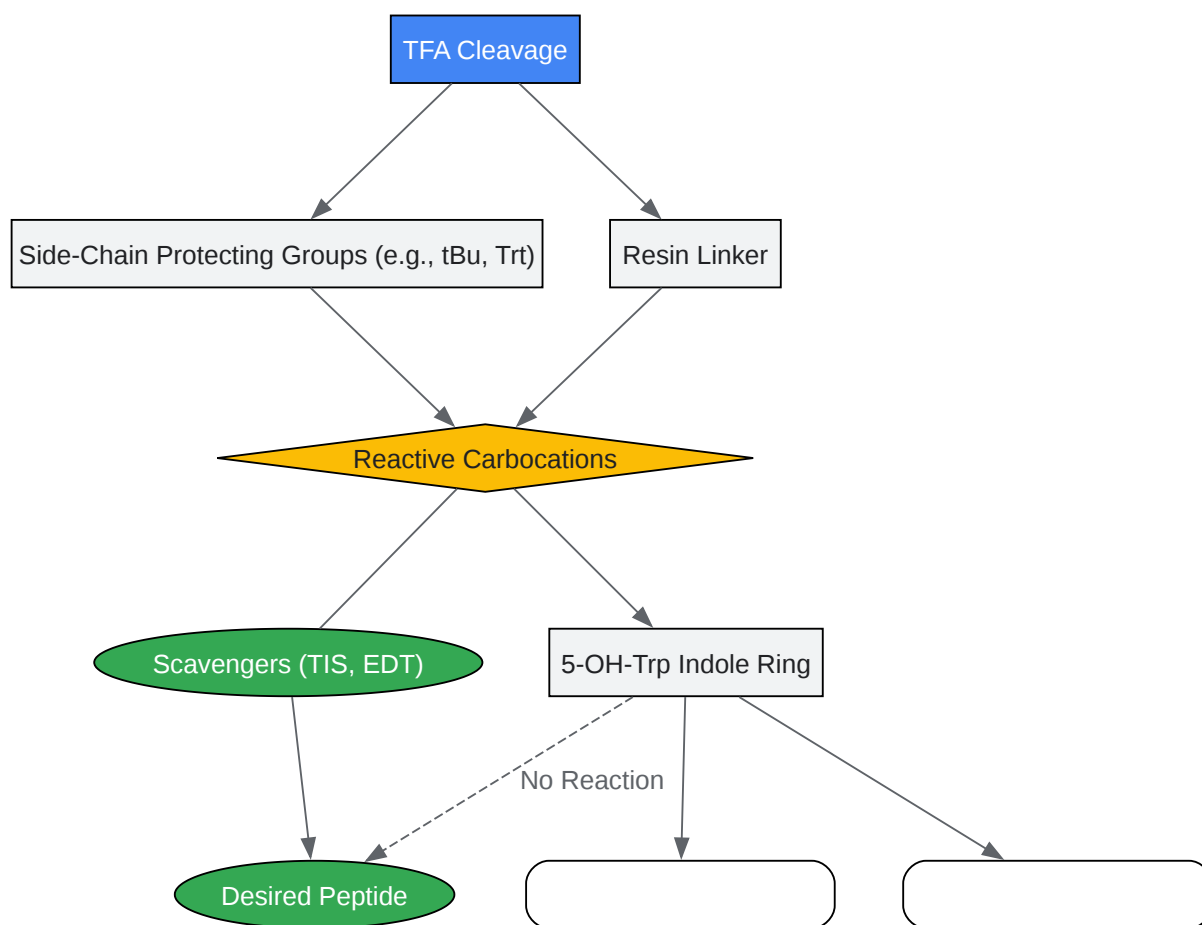 TFA Cleavage
Side-Chain Protecting Groups (e.g., tBu, Trt)
Resin Linker
Reactive Carbocations
Scavengers (TIS, EDT)
5-OH-Trp Indole Ring
No Reaction
Desired Peptide